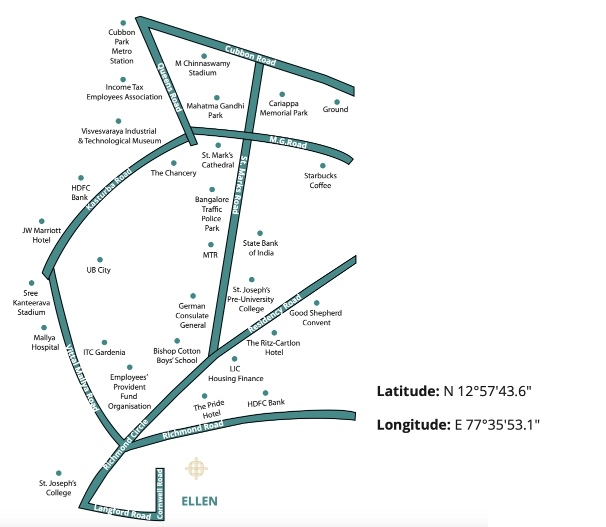 Cubbon
Park
Metro
Station
Cubbon Road
M Chinnaswamy
Stadium
Queens Road
Income Tax
Employees Association
Mahatma Gandhi
Park
Cariappa
Memorial Park
Ground
Visvesvaraya Industrial
& Technological Museum
M.G.Road
St. Mark's
Cathedral
The Chancery
Starbucks
Coffee
St. Marks Road
Kasturba Road
HDFC
Bank
Bangalore
Traffic
Police
Park
JW Marriott
Hotel
MTR
State Bank
of India
UB City
Sree
Kanteerava
Stadium
St. Joseph's
Pre-University
College
German
Consulate
General
Residency Road
Good Shepherd
Convent
Mallya
Hospital
ITC Gardenia
Bishop Cotton
Boys' School
The Ritz-Cartlon
Hotel
Vittal Mallya Road
Employees'
Provident
Fund
Organisation
LIC
Housing Finance
The Pride
Hotel
HDFC Bank
Latitude: N 12°57'43.6"
Longitude: E 77°35'53.1"
Richmond Circle
Richmond Road
St. Joseph's
College
Cornwell Road
Langford Road
ELLEN